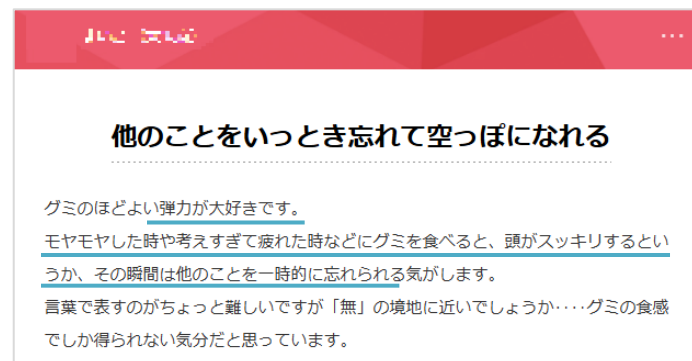 他のことをいっとき忘れて空っぽになれる
グミのほどよい弾力が大好きです。
モヤモヤした時や考えすぎて疲れた時などにグミを食べると、頭がスッキリするとい
うか、その瞬間は他のことを一時的に忘れられる気がします。
言葉で表すのがちょっと難しいですが「無」の境地に近いでしょうか‥‥グミの食感
でしか得られない気分だと思っています。